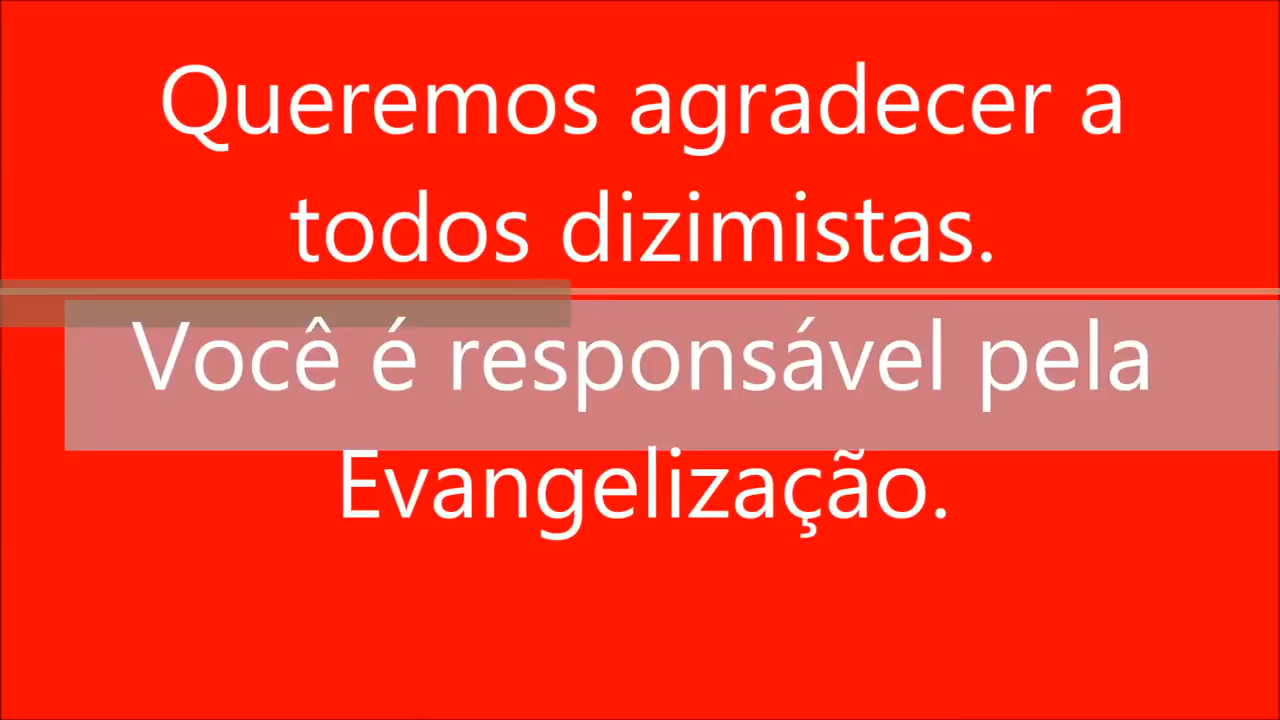 Queremos agradecer a
todos dizimistas.
Você é responsável pela
Evangelização.